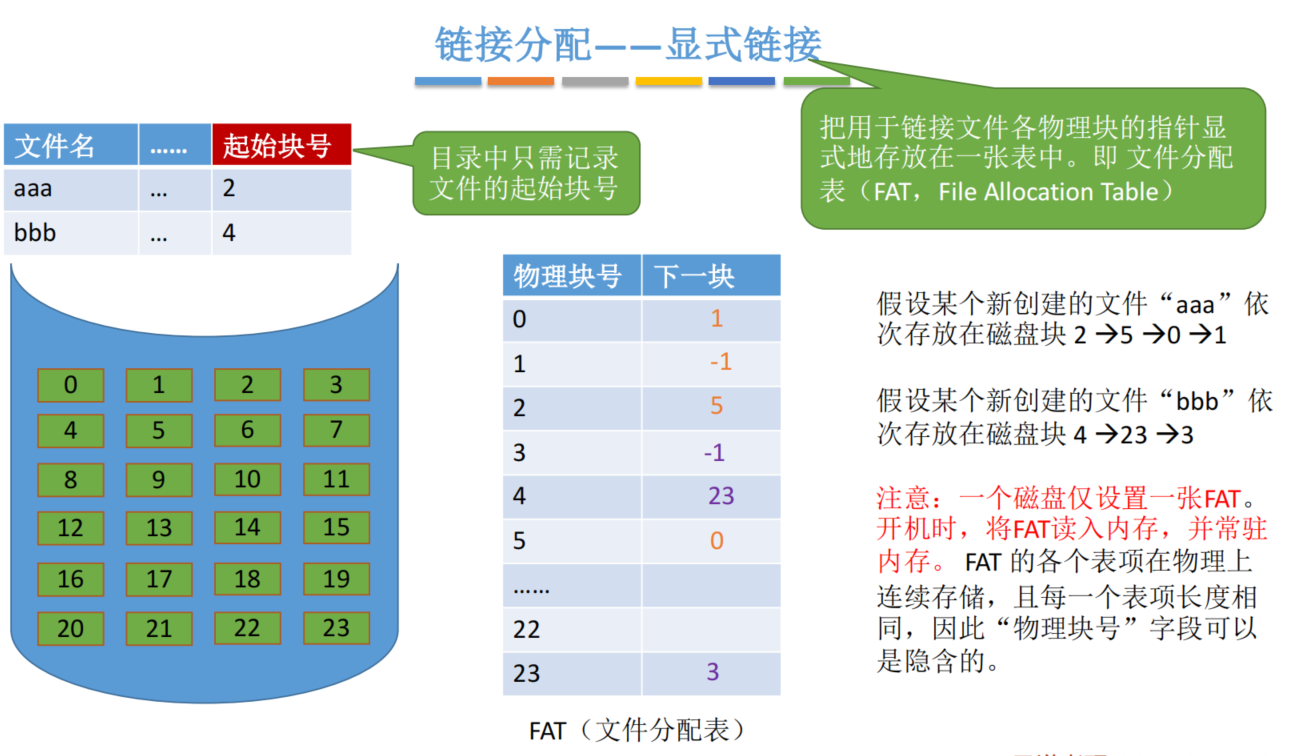 链接分配——显式链接
文件名 …… 起始块号
aaa … 2
bbb … 4
目录中只需记录
文件的起始块号
把用于链接文件各物理块的指针显
式地存放在一张表中。即 文件分配
表（FAT，File Allocation Table）
0 1 2 3
4 5 6 7
8 9 10 11
12 13 14 15
16 17 18 19
20 21 22 23
物理块号 下一块
0 1
1 -1
2 5
3 -1
4 23
5 0
……
22
23 3
FAT（文件分配表）
假设某个新创建的文件“aaa”依
次存放在磁盘块 2 →5 →0 →1
假设某个新创建的文件“bbb”依
次存放在磁盘块 4 →23 →3
注意：一个磁盘仅设置一张FAT。
开机时，将FAT读入内存，并常驻
内存。 FAT 的各个表项在物理上
连续存储，且每一个表项长度相
同，因此“物理块号”字段可以
是隐含的。